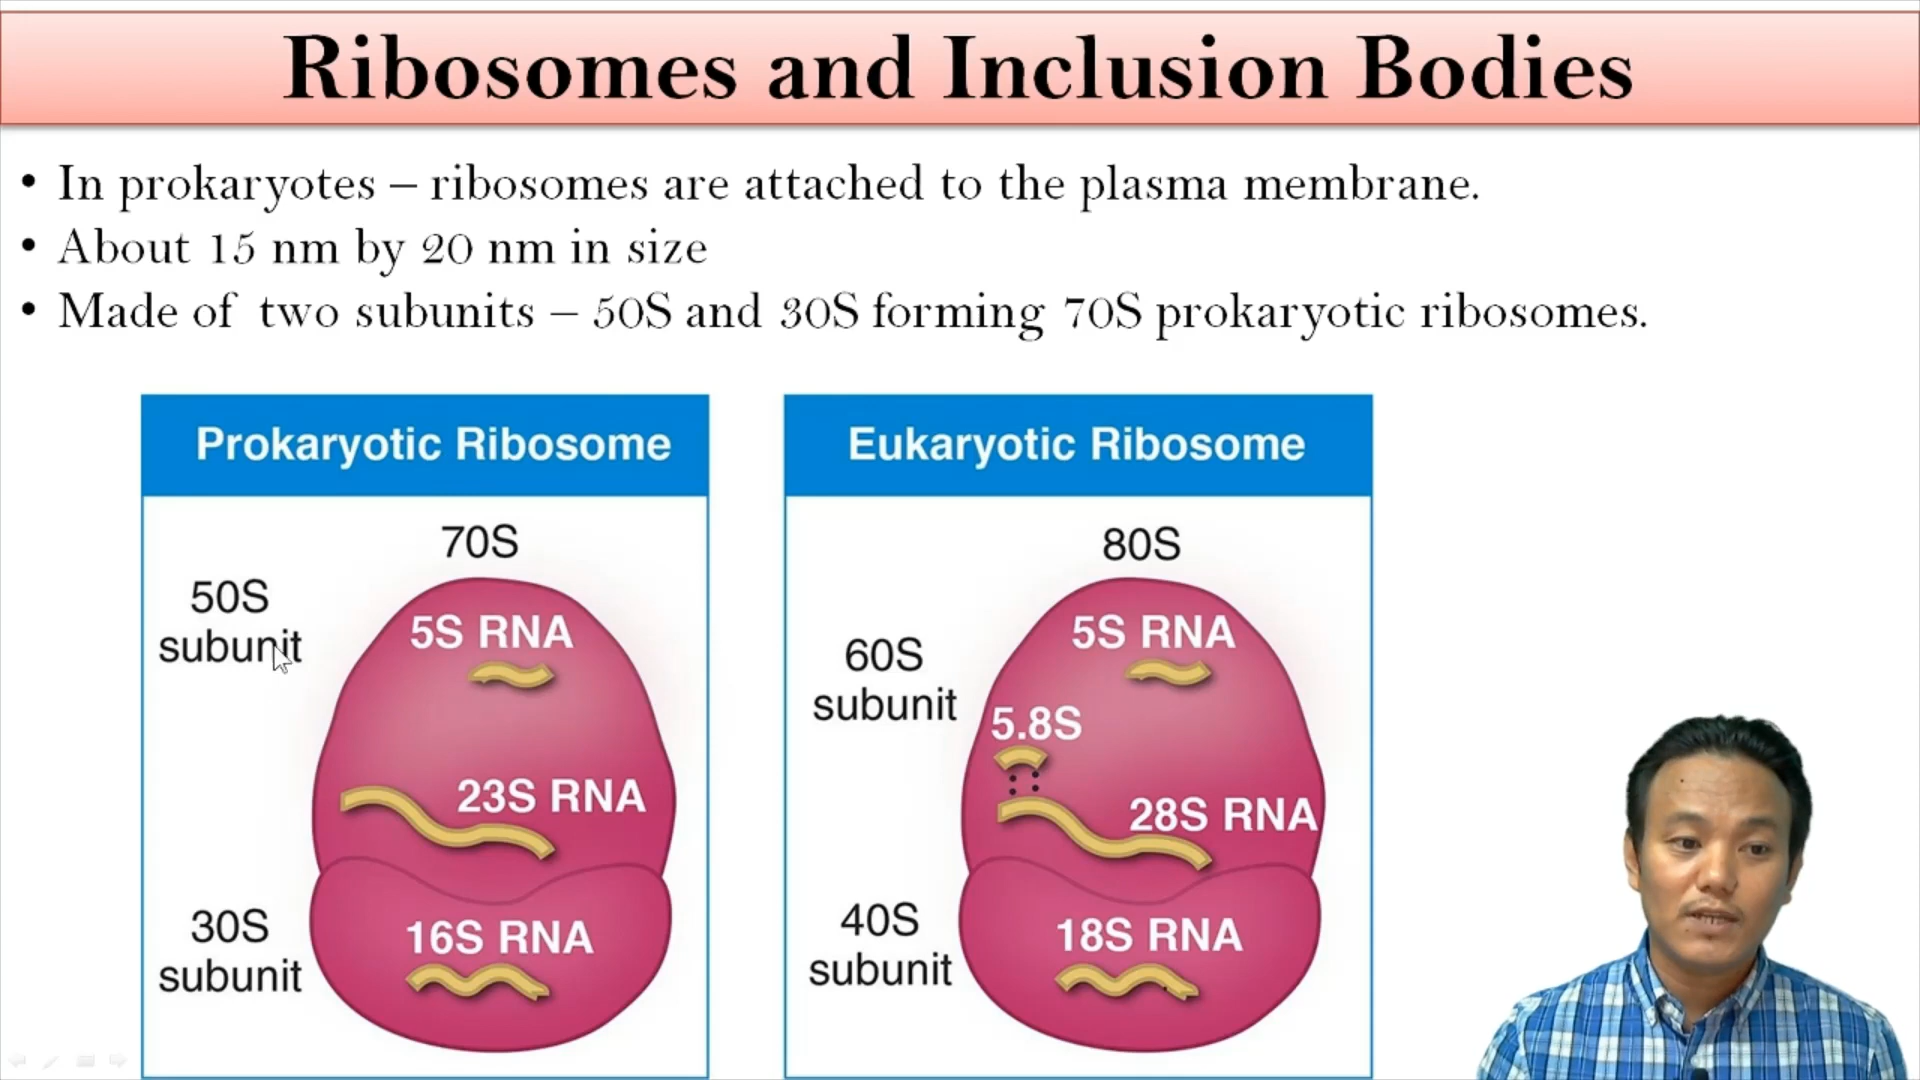 Ribosomes and Inclusion Bodies
• In prokaryotes – ribosomes are attached to the plasma membrane.
• About 15 nm by 20 nm in size
• Made of two subunits – 50S and 30S forming 70S prokaryotic ribosomes.
Prokaryotic Ribosome
70S
50S
subunit
5S RNA
23S RNA
30S
subunit
16S RNA
Eukaryotic Ribosome
80S
60S
subunit
5S RNA
5.8S
28S RNA
40S
subunit
18S RNA